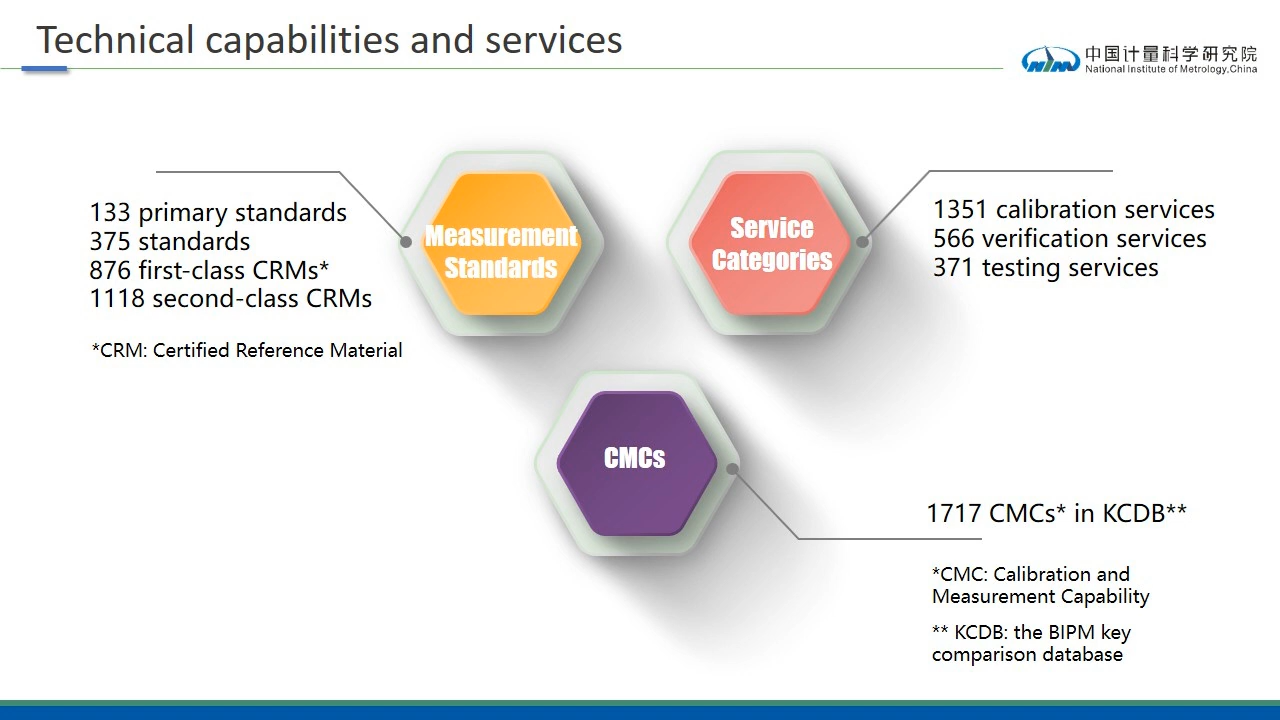 Technical capabilities and services
中国计量科学研究院
National Institute of Metrology,China
NIM
133 primary standards
375 standards
876 first-class CRMs*
1118 second-class CRMs
*CRM: Certified Reference Material
Measurement
Standards
Service
Categories
1351 calibration services
566 verification services
371 testing services
CMCs
1717 CMCs* in KCDB**
*CMC: Calibration and
Measurement Capability
** KCDB: the BIPM key
comparison database